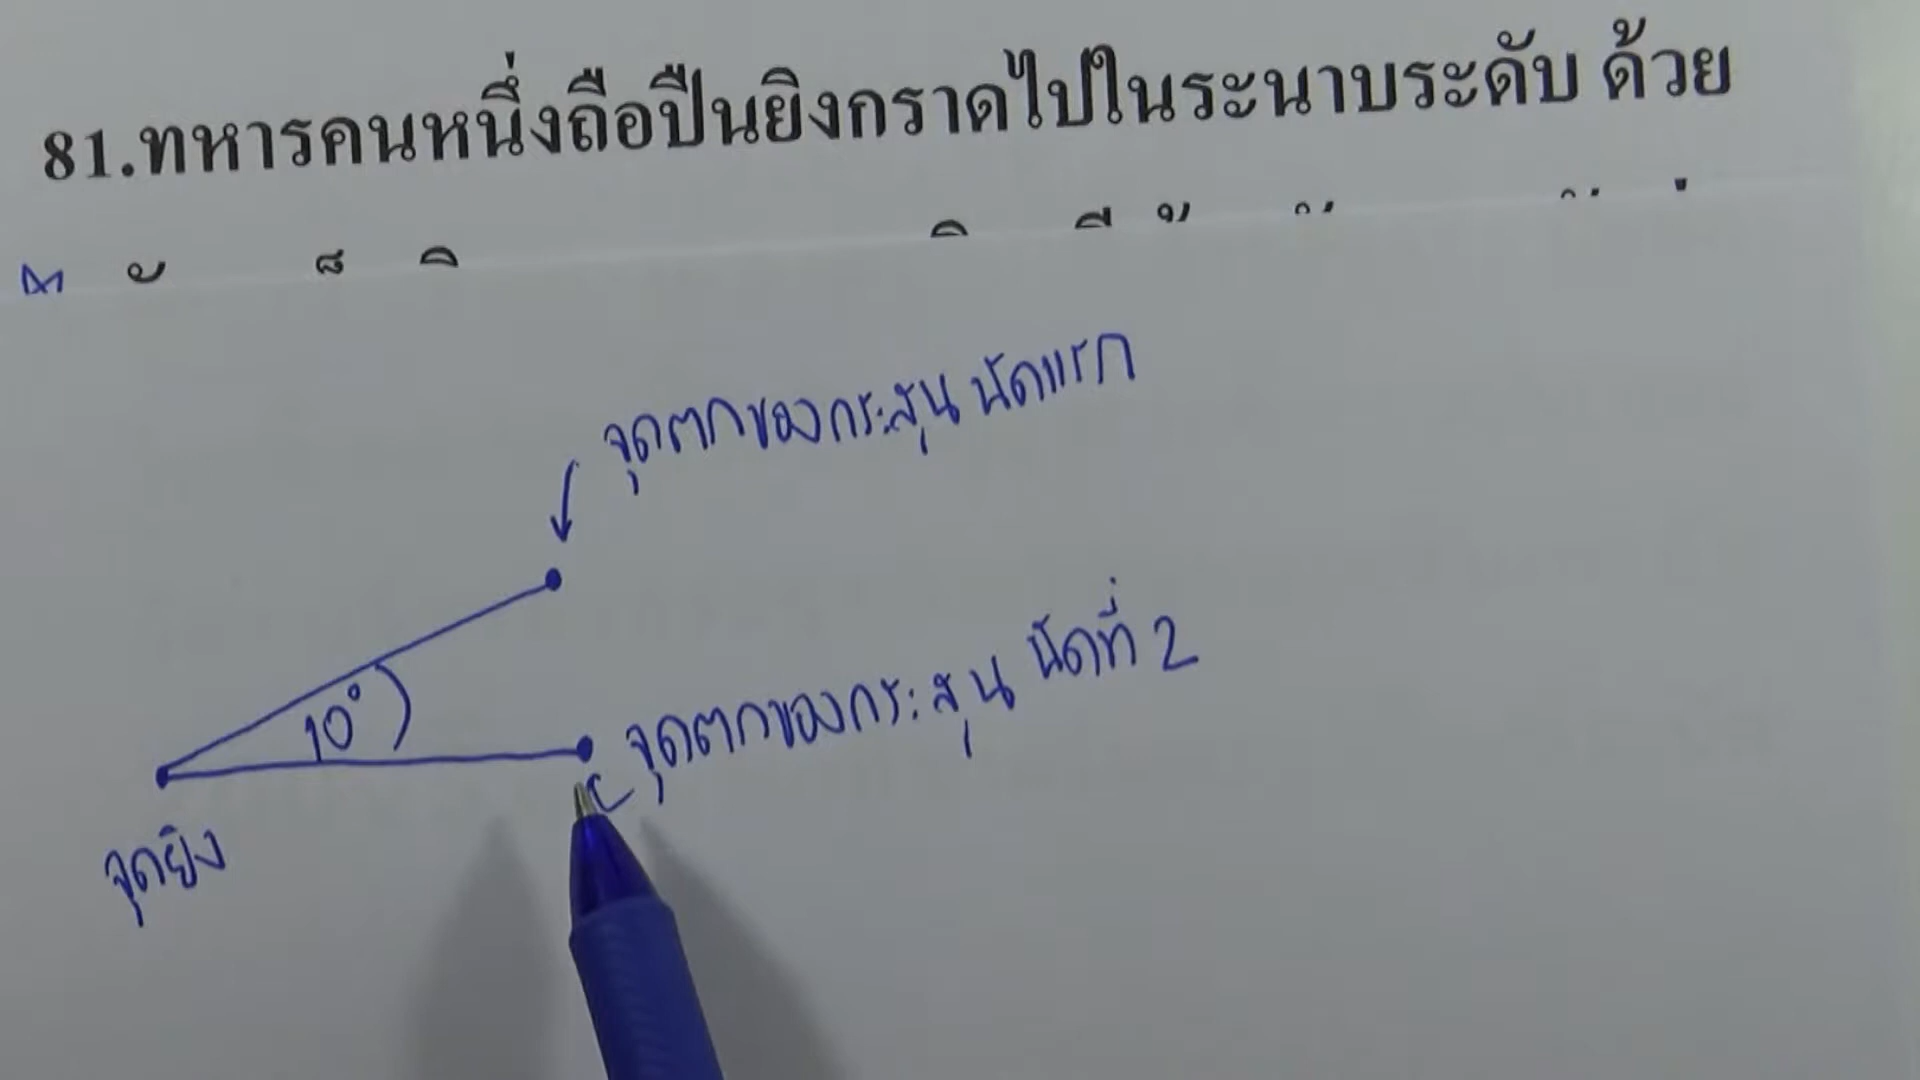 81.ทหารคนหนึ่งถือปืนยิงกราดไปในระนาบระดับ ด้วย
จุดตกของกระสุน นัดแรก
10°
จุดตกของกระสุน นัดที่ 2
จุดยิง